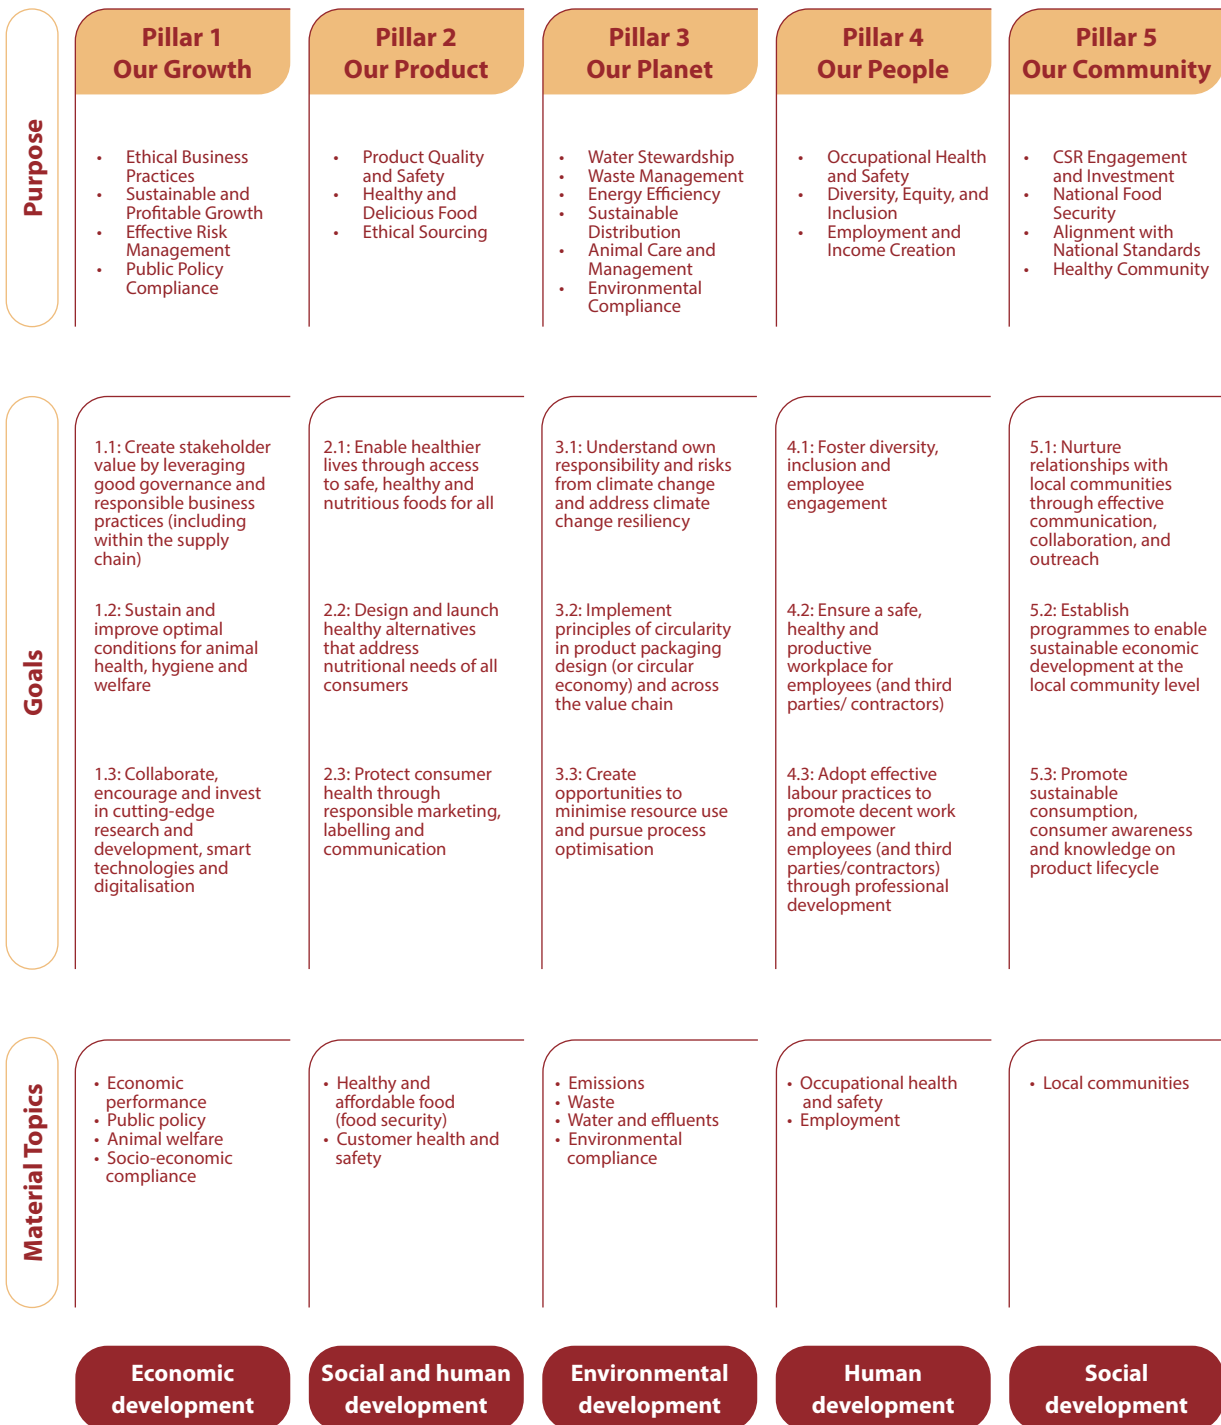 Pillar 1
Our Growth
Pillar 2
Our Product
Pillar 3
Our Planet
Pillar 4
Our People
Pillar 5
Our Community
Purpose
• Ethical Business
Practices
• Sustainable and
Profitable Growth
• Effective Risk
Management
• Public Policy
Compliance
• Product Quality
and Safety
• Healthy and
Delicious Food
• Ethical Sourcing
• Water Stewardship
• Waste Management
• Energy Efficiency
• Sustainable
Distribution
• Animal Care and
Management
• Environmental
Compliance
• Occupational Health
and Safety
• Diversity, Equity, and
Inclusion
• Employment and
Income Creation
• CSR Engagement
and Investment
• National Food
Security
• Alignment with
National Standards
• Healthy Community
Goals
1.1: Create stakeholder
value by leveraging
good governance and
responsible business
practices (including
within the supply
chain)
1.2: Sustain and
improve optimal
conditions for animal
health, hygiene and
welfare
1.3: Collaborate,
encourage and invest
in cutting-edge
research and
development, smart
technologies and
digitalisation
2.1: Enable healthier
lives through access
to safe, healthy and
nutritious foods for all
2.2: Design and launch
healthy alternatives
that address
nutritional needs of all
consumers
2.3: Protect consumer
health through
responsible marketing,
labelling and
communication
3.1: Understand own
responsibility and risks
from climate change
and address climate
change resiliency
3.2: Implement
principles of circularity
in product packaging
design (or circular
economy) and across
the value chain
3.3: Create
opportunities to
minimise resource use
and pursue process
optimisation
4.1: Foster diversity,
inclusion and
employee
engagement
4.2: Ensure a safe,
healthy and
productive
workplace for
employees (and third
parties/ contractors)
4.3: Adopt effective
labour practices to
promote decent work
and empower
employees (and third
parties/contractors)
through professional
development
5.1: Nurture
relationships with
local communities
through effective
communication,
collaboration, and
outreach
5.2: Establish
programmes to enable
sustainable economic
development at the
local community level
5.3: Promote
sustainable
consumption,
consumer awareness
and knowledge on
product lifecycle
Material Topics
• Economic
performance
• Public policy
• Animal welfare
• Socio-economic
compliance
• Healthy and
affordable food
(food security)
• Customer health and
safety
• Emissions
• Waste
• Water and effluents
• Environmental
compliance
• Occupational health
and safety
• Employment
• Local communities
Economic
development
Social and human
development
Environmental
development
Human
development
Social
development